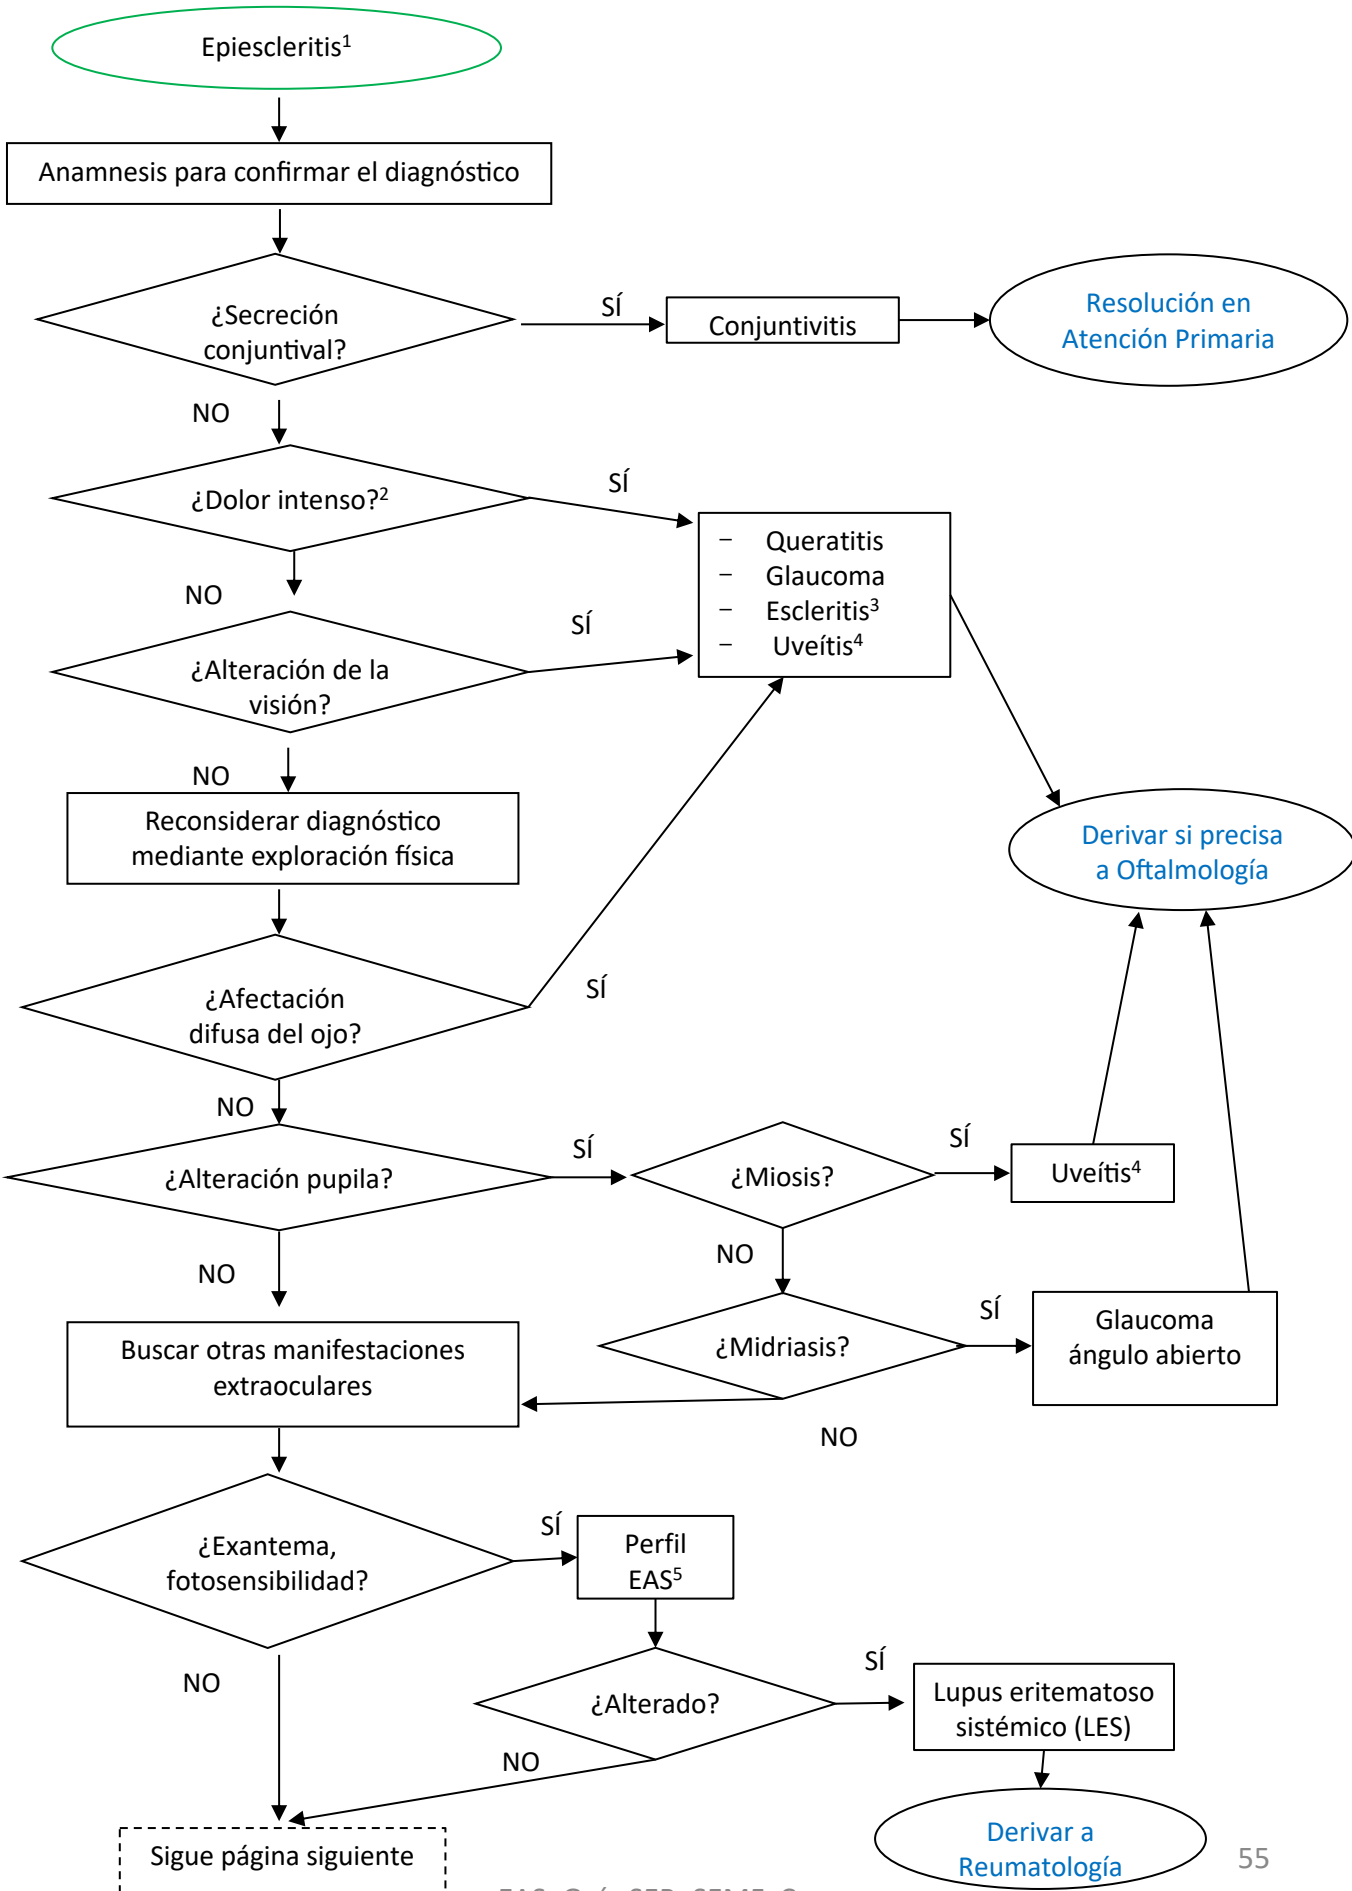 Epiescleritis¹
Anamnesis para confirmar el diagnóstico
¿Secreción
conjuntival?
SÍ
Conjuntivitis
Resolución en
Atención Primaria
NO
¿Dolor intenso?²
SÍ
– Queratitis
– Glaucoma
– Escleritis³
– Uveítis⁴
NO
¿Alteración de la
visión?
SÍ
NO
Reconsiderar diagnóstico
mediante exploración física
Derivar si precisa
a Oftalmología
¿Afectación
difusa del ojo?
SÍ
NO
¿Alteración pupila?
SÍ
¿Miosis?
SÍ
Uveítis⁴
NO
NO
¿Midriasis?
SÍ
Glaucoma
ángulo abierto
NO
Buscar otras manifestaciones
extraoculares
¿Exantema,
fotosensibilidad?
SÍ
Perfil
EAS⁵
NO
¿Alterado?
SÍ
Lupus eritematoso
sistémico (LES)
NO
Derivar a
Reumatología
Sigue página siguiente
55